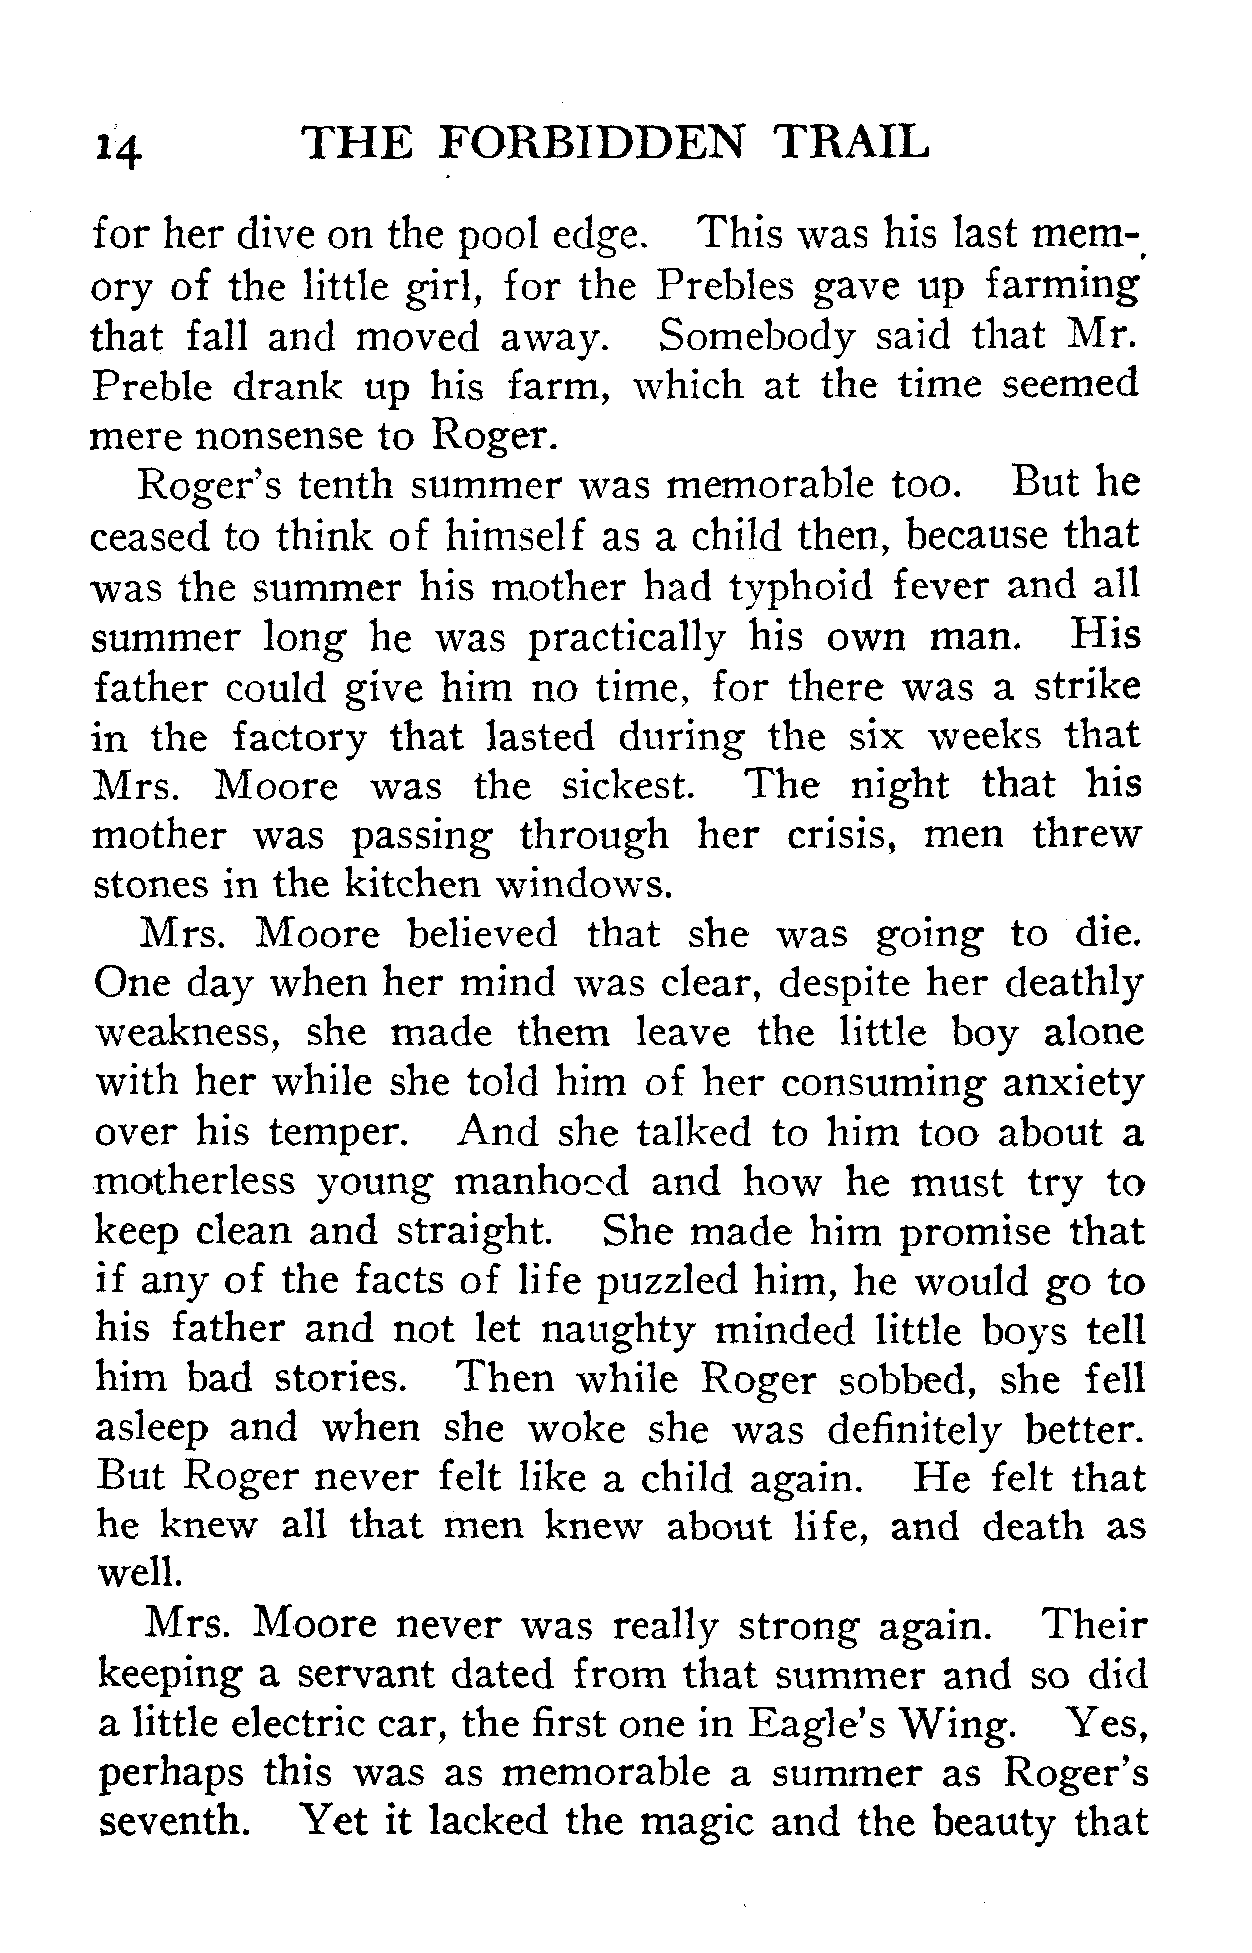 14 THE FORBIDDEN TRAIL
for her dive on the pool edge. This was his last mem-
ory of the little girl, for the Prebles gave up farming
that fall and moved away. Somebody said that Mr.
Preble drank up his farm, which at the time seemed
mere nonsense to Roger.
Roger's tenth summer was memorable too. But he
ceased to think of himself as a child then, because that
was the summer his mother had typhoid fever and all
summer long he was practically his own man. His
father could give him no time, for there was a strike
in the factory that lasted during the six weeks that
Mrs. Moore was the sickest. The night that his
mother was passing through her crisis, men threw
stones in the kitchen windows.
Mrs. Moore believed that she was going to die.
One day when her mind was clear, despite her deathly
weakness, she made them leave the little boy alone
with her while she told him of her consuming anxiety
over his temper. And she talked to him too about a
motherless young manhood and how he must try to
keep clean and straight. She made him promise that
if any of the facts of life puzzled him, he would go to
his father and not let naughty minded little boys tell
him bad stories. Then while Roger sobbed, she fell
asleep and when she woke she was definitely better.
But Roger never felt like a child again. He felt that
he knew all that men knew about life, and death as
well.
Mrs. Moore never was really strong again. Their
keeping a servant dated from that summer and so did
a little electric car, the first one in Eagle's Wing. Yes,
perhaps this was as memorable a summer as Roger's
seventh. Yet it lacked the magic and the beauty that